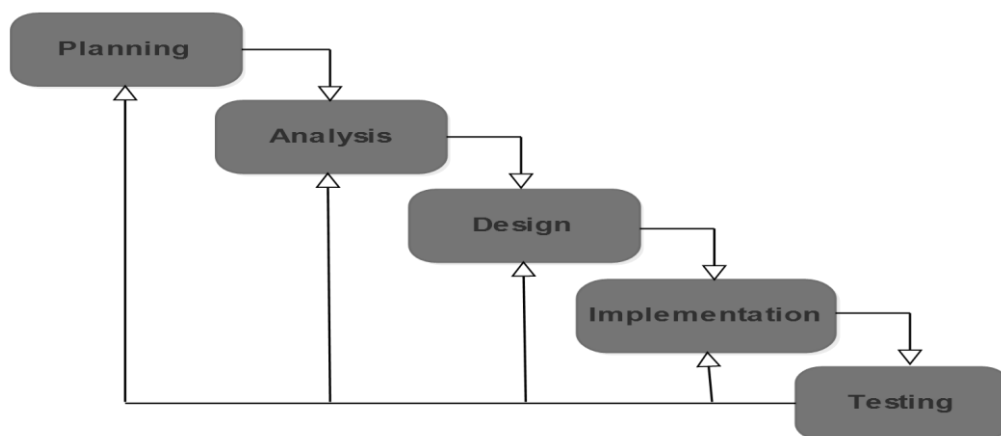 Planning
Analysis
Design
Implementation
Testing